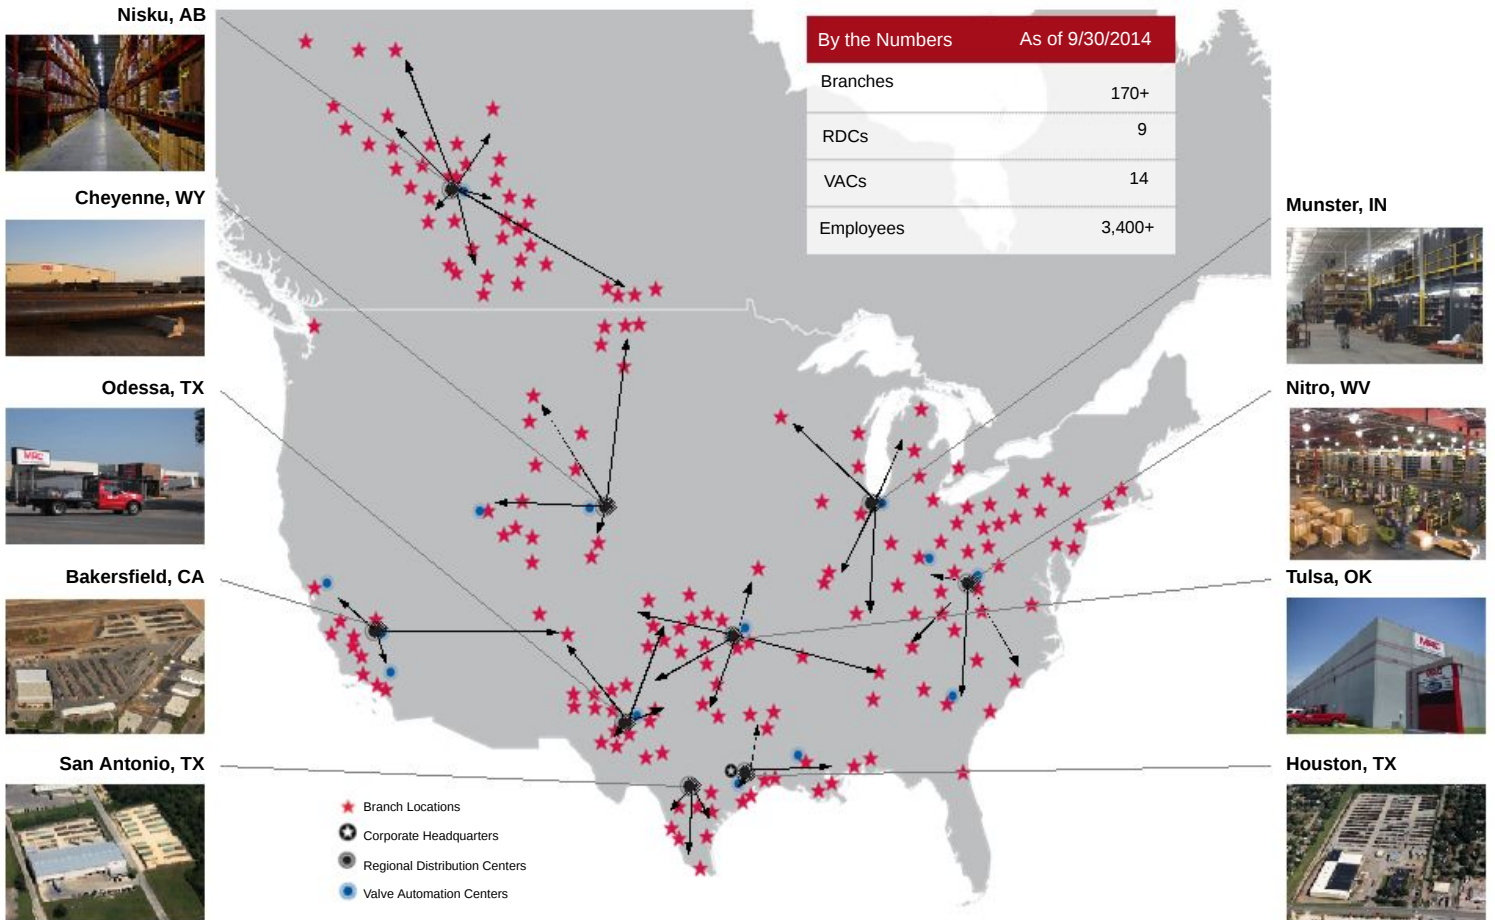 Nisku, AB
Cheyenne, WY
Odessa, TX
MRC
Bakersfield, CA
San Antonio, TX
By the Numbers As of 9/30/2014
Branches 170+
RDCs 9
VACs 14
Employees 3,400+
Branch Locations
Corporate Headquarters
Regional Distribution Centers
Valve Automation Centers
Munster, IN
Nitro, WV
Tulsa, OK
MRC
Houston, TX